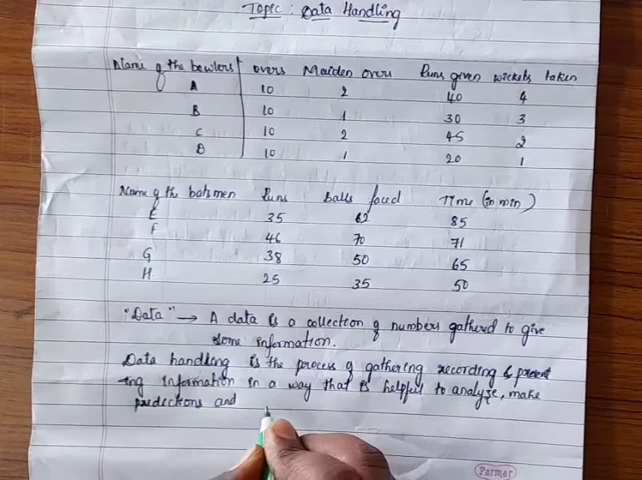 Topic : Data Handling
Name of the bowlers overs Maiden overs Runs given wickets taken
A 10 2 40 4
B 10 1 30 3
C 10 2 45 2
D 10 1 20 1
Name of the batsmen Runs Balls faced Time (in min)
E 35 62 85
F 46 70 71
G 38 50 65
H 25 35 50
"Data" → A data is a collection of numbers gathered to give
some information.
Data handling is the process of gathering recording & present
-ing information in a way that is helpful to analyze, make
predictions and
Parmar